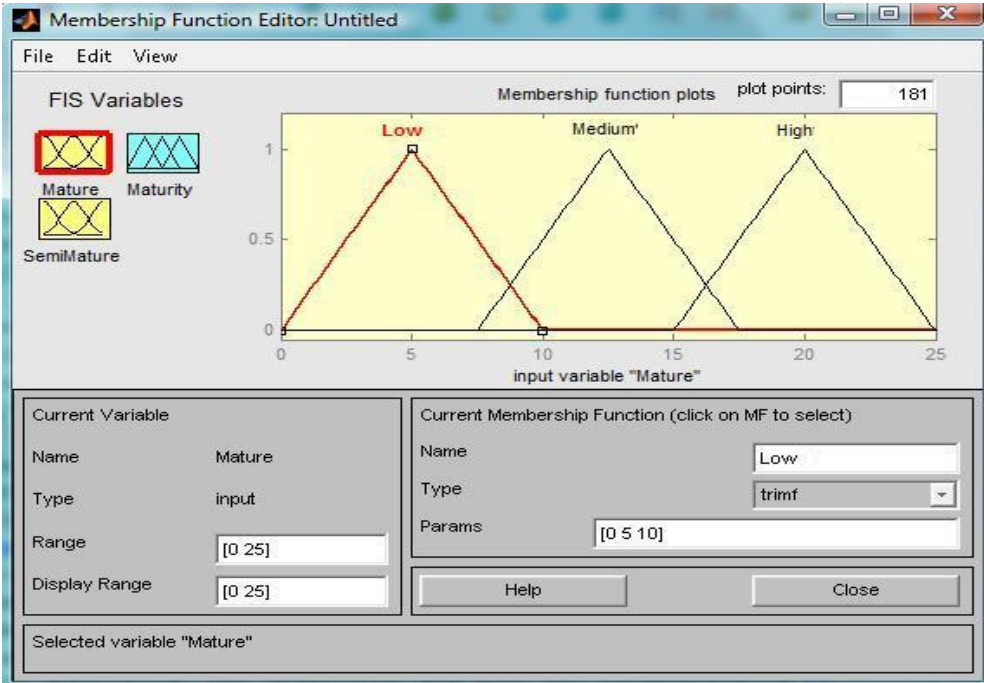 Membership Function Editor: Untitled
File Edit View
FIS Variables
Mature Maturity
SemiMature
Membership function plots plot points: 181
Low Medium' High'
1
0.5
0
0 5 10 15 20 25
input variable "Mature"
Current Variable
Name Mature
Type input
Range [0 25]
Display Range [0 25]
Current Membership Function (click on MF to select)
Name Low
Type trimf
Params [0 5 10]
Help Close
Selected variable "Mature"